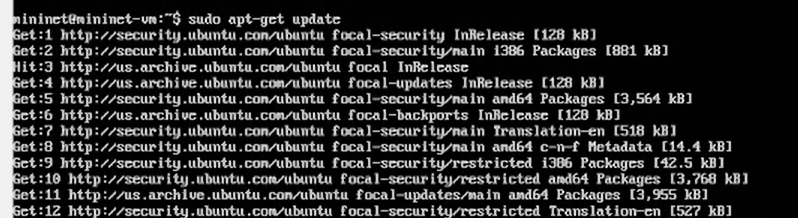 mininet@mininet-vm:~$ sudo apt-get update
Get:1 http://security.ubuntu.com/ubuntu focal-security InRelease [128 kB]
Get:2 http://security.ubuntu.com/ubuntu focal-security/main i386 Packages [881 kB]
Hit:3 http://us.archive.ubuntu.com/ubuntu focal InRelease
Get:4 http://us.archive.ubuntu.com/ubuntu focal-updates InRelease [128 kB]
Get:5 http://security.ubuntu.com/ubuntu focal-security/main amd64 Packages [3,564 kB]
Get:6 http://us.archive.ubuntu.com/ubuntu focal-backports InRelease [128 kB]
Get:7 http://security.ubuntu.com/ubuntu focal-security/main Translation-en [518 kB]
Get:8 http://security.ubuntu.com/ubuntu focal-security/main amd64 c-n-f Metadata [14.4 kB]
Get:9 http://security.ubuntu.com/ubuntu focal-security/restricted i386 Packages [42.5 kB]
Get:10 http://security.ubuntu.com/ubuntu focal-security/restricted amd64 Packages [3,768 kB]
Get:11 http://us.archive.ubuntu.com/ubuntu focal-updates/main amd64 Packages [3,955 kB]
Get:12 http://security.ubuntu.com/ubuntu focal-security/restricted Translation-en [527 kB]